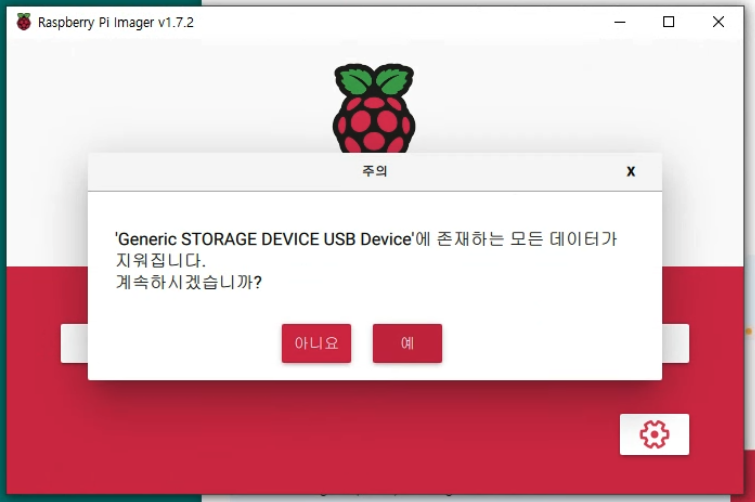 Raspberry Pi Imager v1.7.2
주의
X
'Generic STORAGE DEVICE USB Device'에 존재하는 모든 데이터가
지워집니다.
계속하시겠습니까?
아니요 예